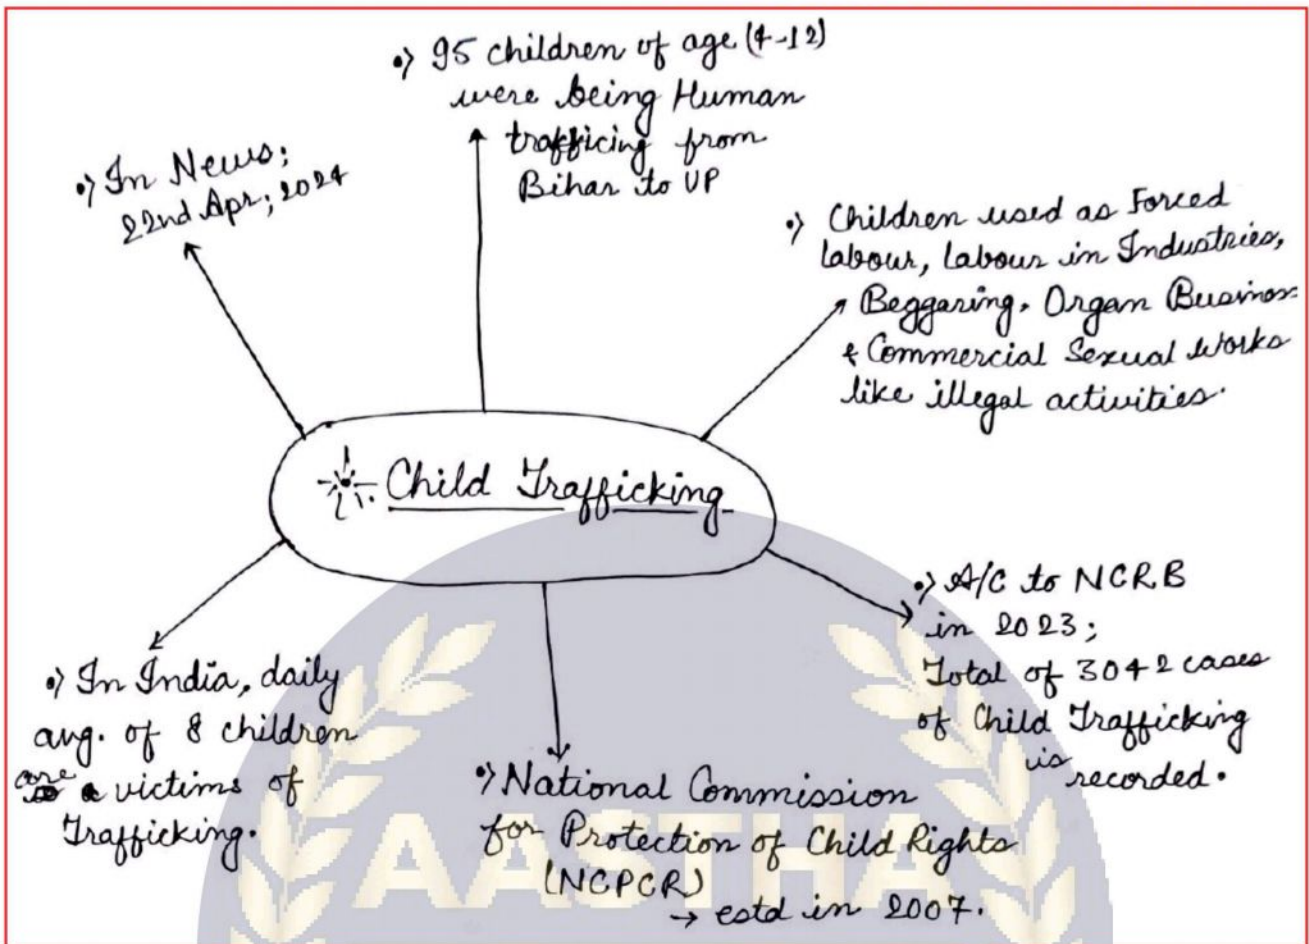 •) In News;
22nd Apr; 2024
•) 95 children of age (4-12)
were being Human
trafficing from
Bihar to UP
•) Children used as Forced
labour, Labour in Industries,
Beggaring, Organ Business
& Commercial Sexual Works
like illegal activities.
Child Trafficking
•) In India, daily
avg. of 8 children
are victims of
Trafficking.
•) National Commission
for Protection of Child Rights
(NCPCR)
→ estd in 2007.
•) A/C to NCRB
in 2023;
Total of 3042 cases
of Child Trafficking
is recorded.
AASTHA